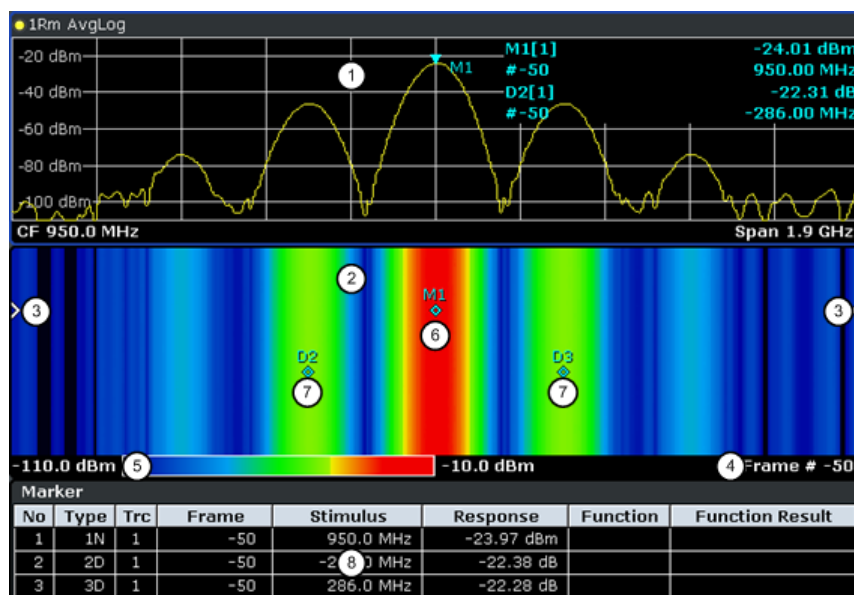 1Rm AvgLog
M1[1] -24.01 dBm
-20 dBm
M1
#-50 950.00 MHz
-40 dBm
D2[1] -22.31 dB
#-50 -286.00 MHz
-60 dBm
-80 dBm
-100 dBm
1
CF 950.0 MHz Span 1.9 GHz
2
M1
3 3
6
D2 D3
7 7
-110.0 dBm 5 -10.0 dBm 4 Frame # -50
Marker
No Type Trc Frame Stimulus Response Function Function Result
1 1N 1 -50 950.0 MHz -23.97 dBm
2 2D 1 -50 8 MHz -22.38 dB
3 3D 1 -50 286.0 MHz -22.28 dB